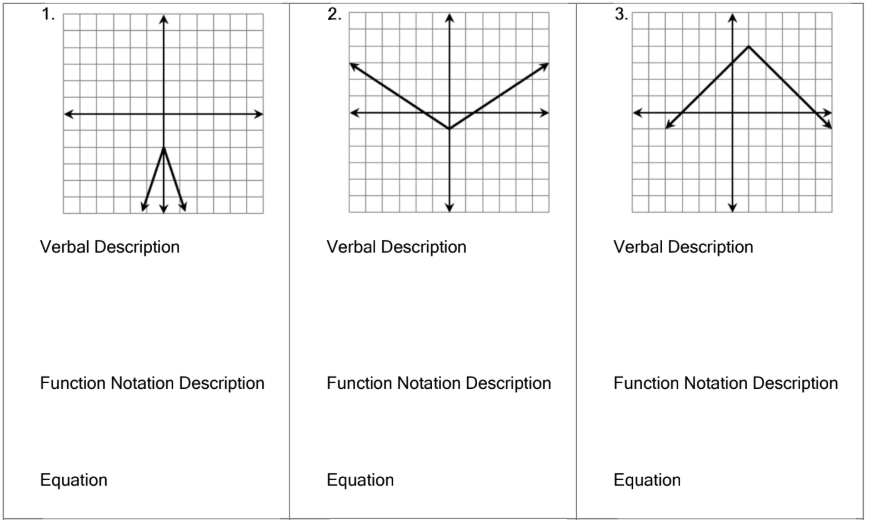 1. 2. 3.
Verbal Description Verbal Description Verbal Description
Function Notation Description Function Notation Description Function Notation Description
Equation Equation Equation